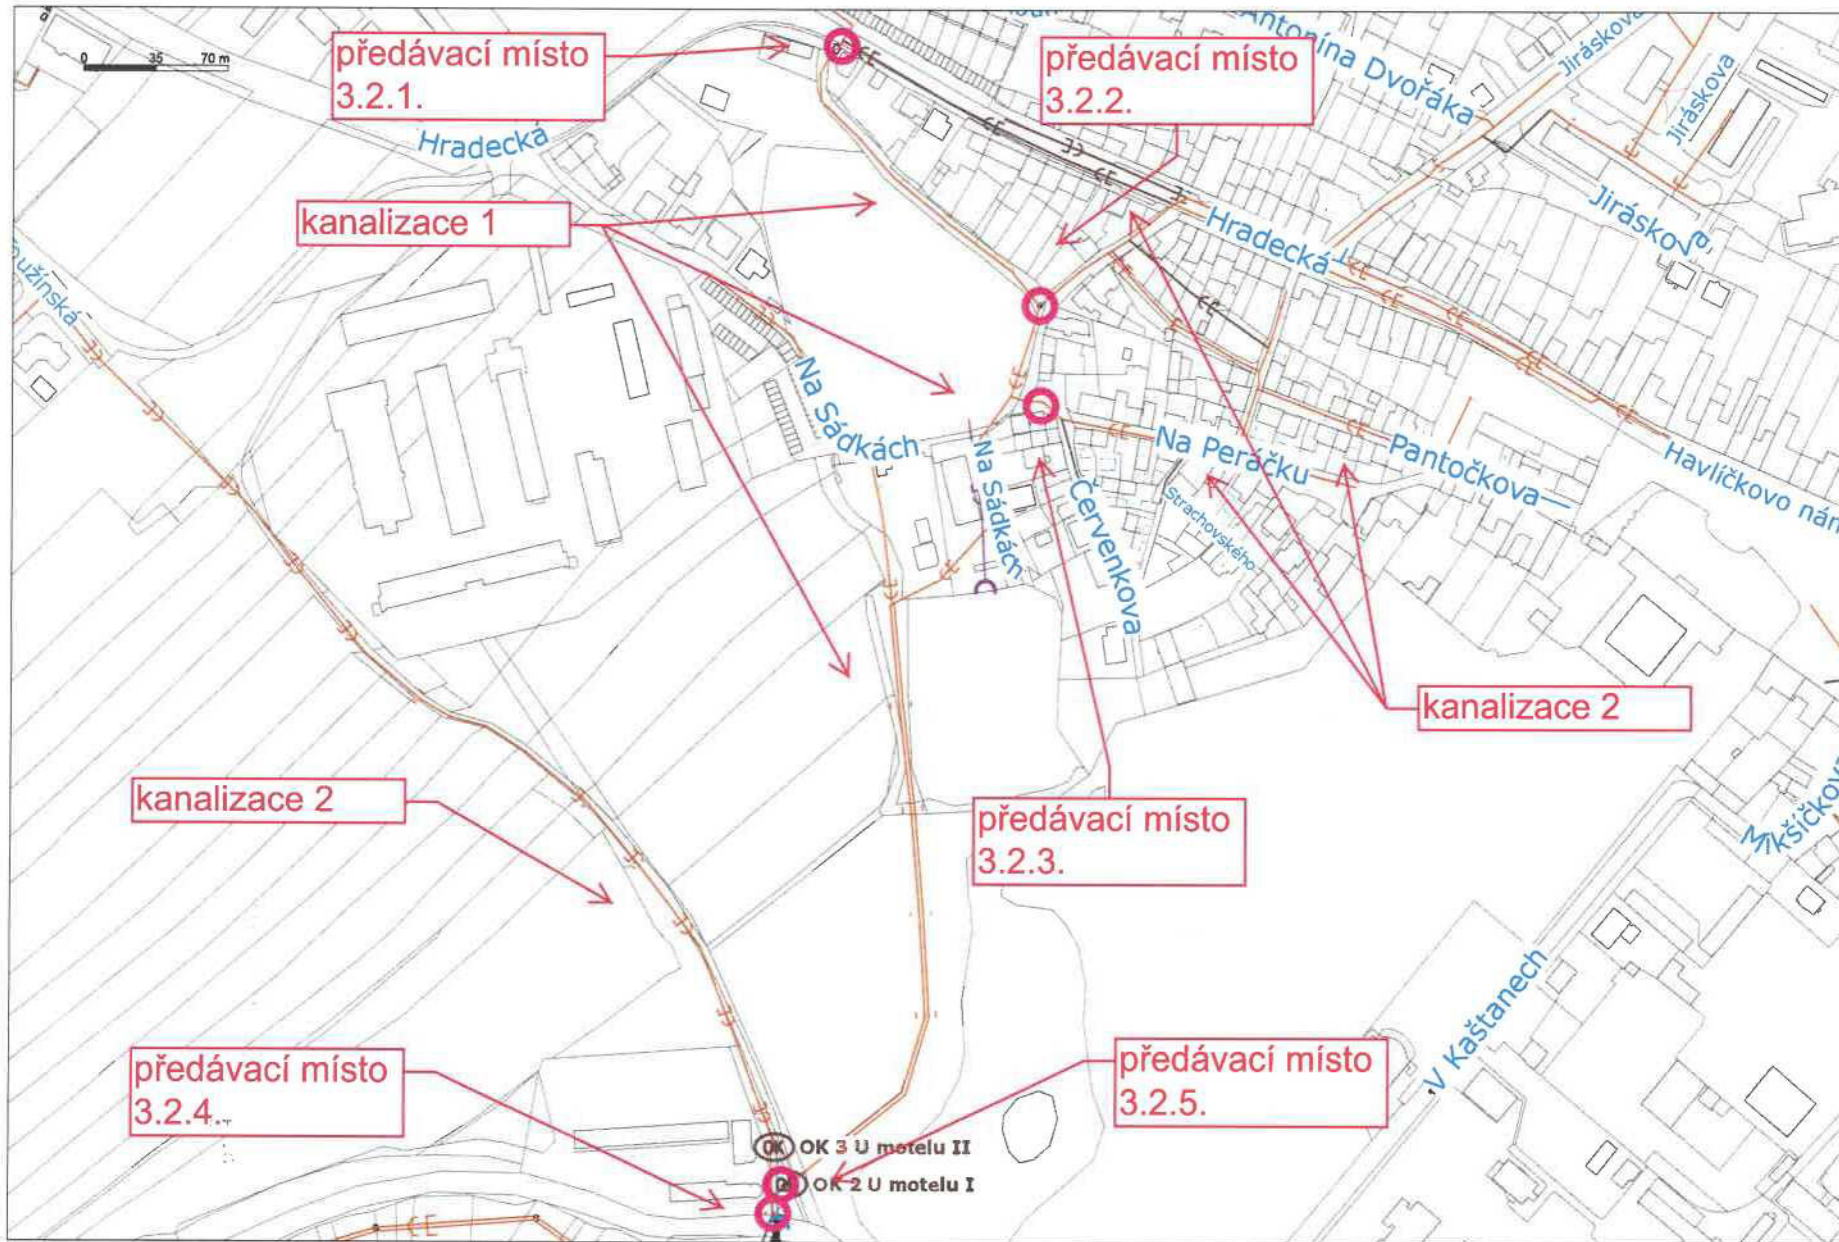 0 35 70 m
předávací místo
3.2.1.
předávací místo
3.2.2.
Antonína Dvořáka
Jiráskova
Jiráskova
Jiráskova
Hradecká
kanalizace 1
Hradecká
Na Sádkách
Na Sádkách
Na Peráčku
Pantočkova
Havlíčkovo nám
Strachovského
Červenkova
kanalizace 2
kanalizace 2
předávací místo
3.2.3.
Mikšíčkova
V Kaštanech
předávací místo
3.2.4.
předávací místo
3.2.5.
OK OK 3 U motelu II
OK 2 U motelu I